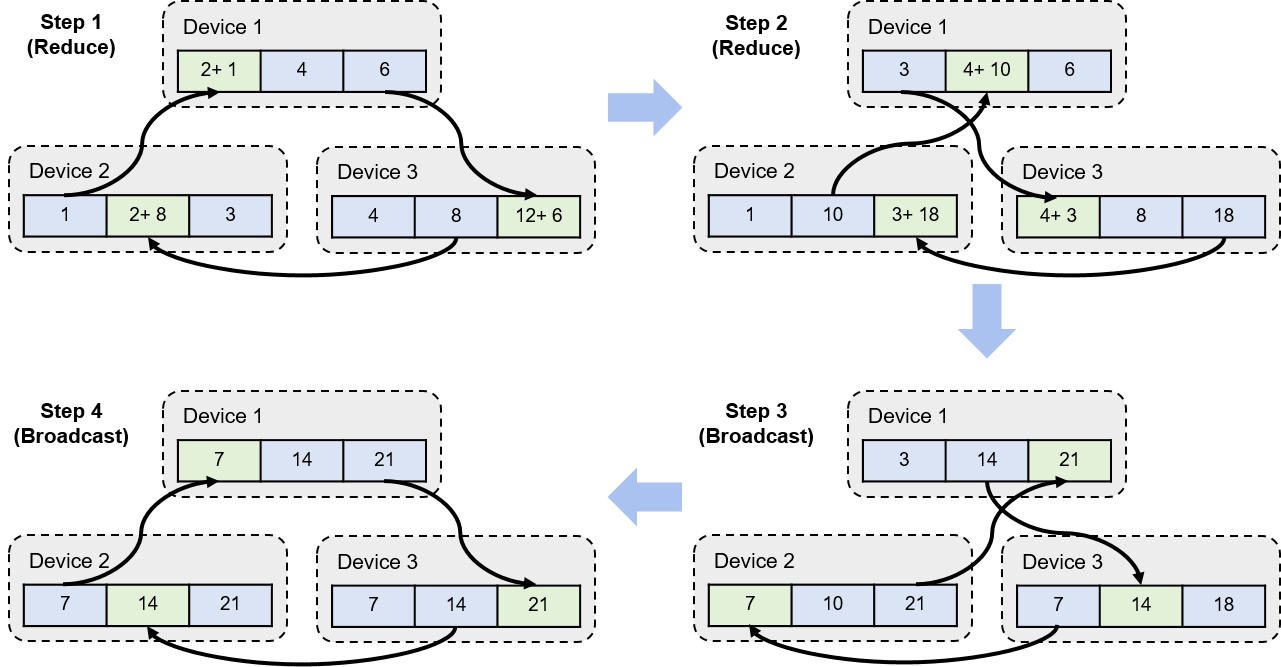 Step 1
(Reduce)
Device 1
2+ 1 4 6
Device 2
1 2+ 8 3
Device 3
4 8 12+ 6
Step 2
(Reduce)
Device 1
3 4+ 10 6
Device 2
1 10 3+ 18
Device 3
4+ 3 8 18
Step 3
(Broadcast)
Device 1
3 14 21
Device 2
7 10 21
Device 3
7 14 18
Step 4
(Broadcast)
Device 1
7 14 21
Device 2
7 14 21
Device 3
7 14 21